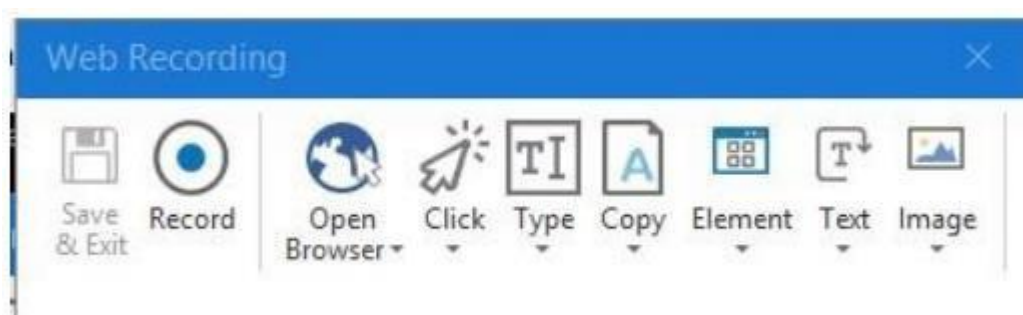 Web Recording
Save & Exit
Record
Open Browser
Click
Type
Copy
Element
Text
Image